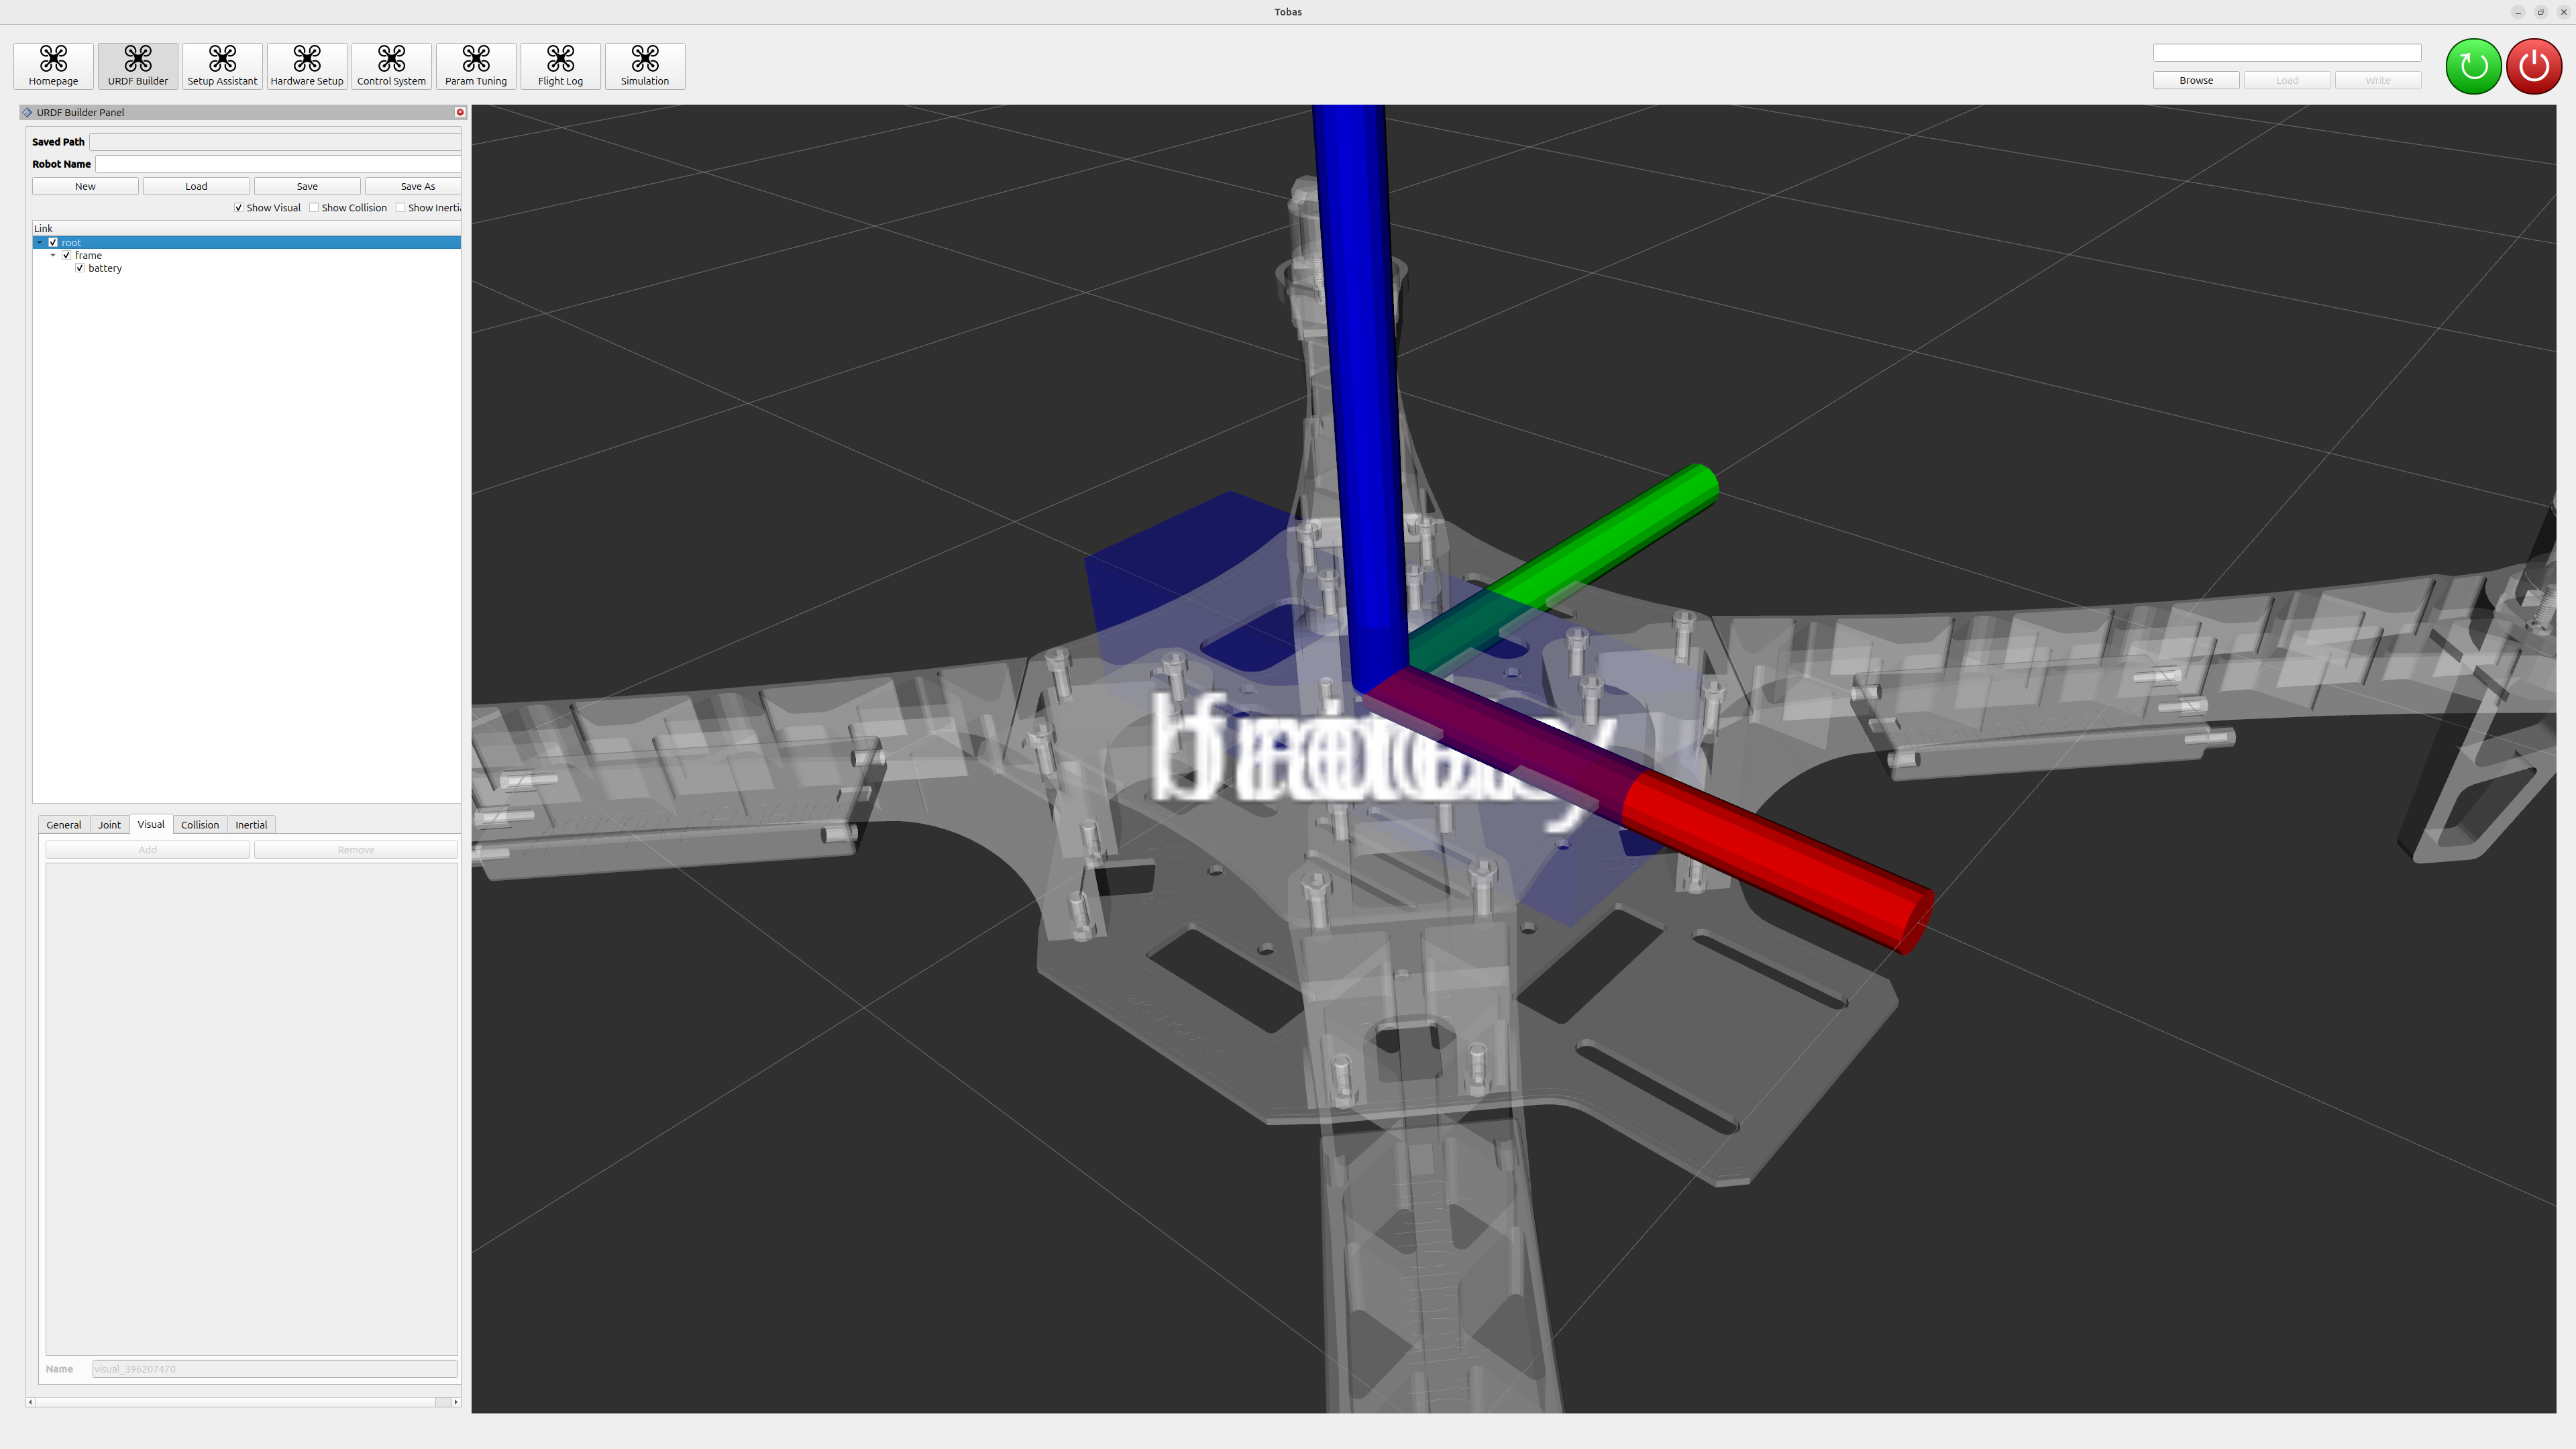 Tobas
Homepage
URDF Builder
Setup Assistant
Hardware Setup
Control System
Param Tuning
Flight Log
Simulation
Browse
Load
Write
URDF Builder Panel
Saved Path
Robot Name
New
Load
Save
Save As
Show Visual
Show Collision
Show Inertia
Link
root
frame
battery
General
Joint
Visual
Collision
Inertial
Add
Remove
Name
visual_396207470